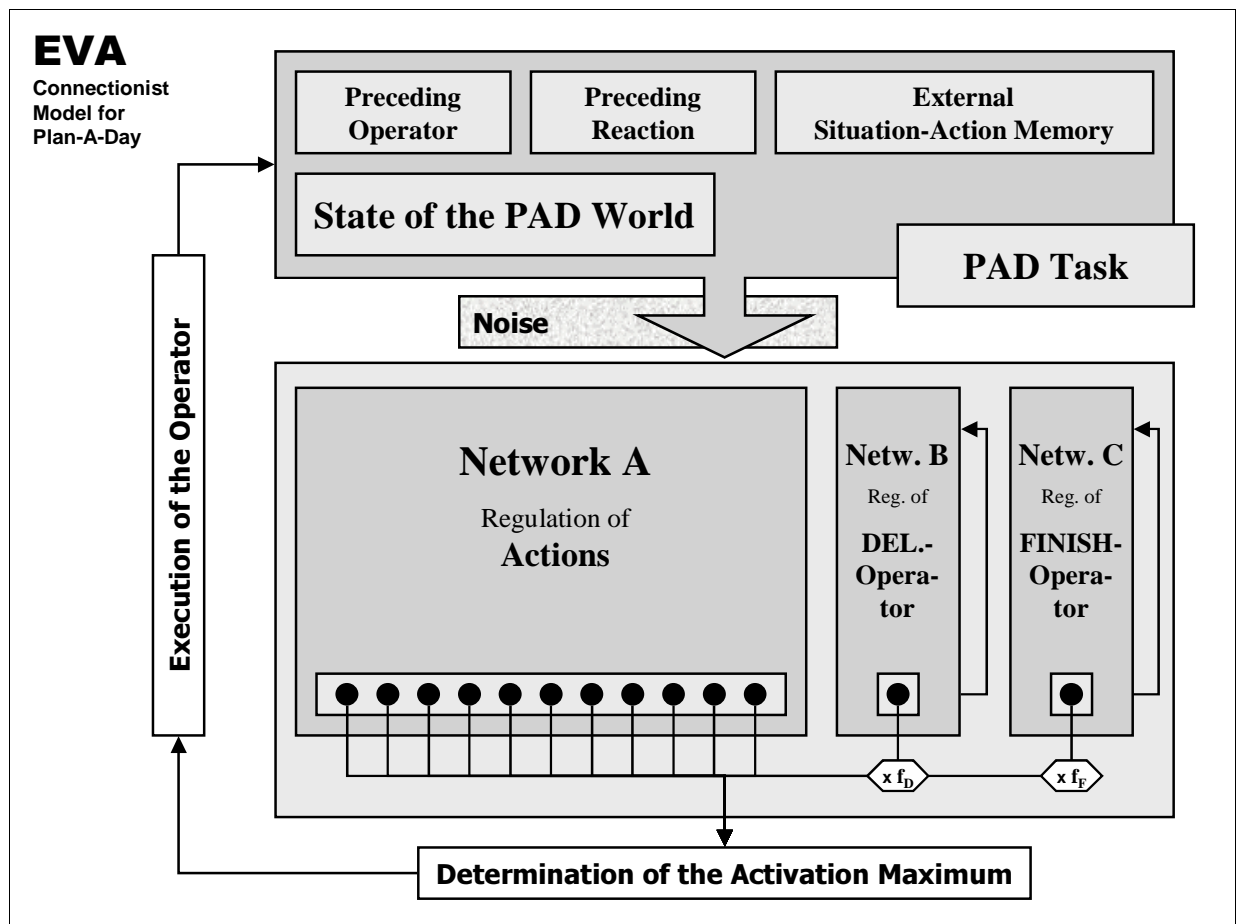 EVA
Connectionist
Model for
Plan-A-Day
Preceding
Operator
Preceding
Reaction
External
Situation-Action Memory
State of the PAD World
PAD Task
Noise
Execution of the Operator
Network A
Regulation of
Actions
Netw. B
Reg. of
DEL.-
Opera-
tor
Netw. C
Reg. of
FINISH-
Opera-
tor
x fD
x fF
Determination of the Activation Maximum